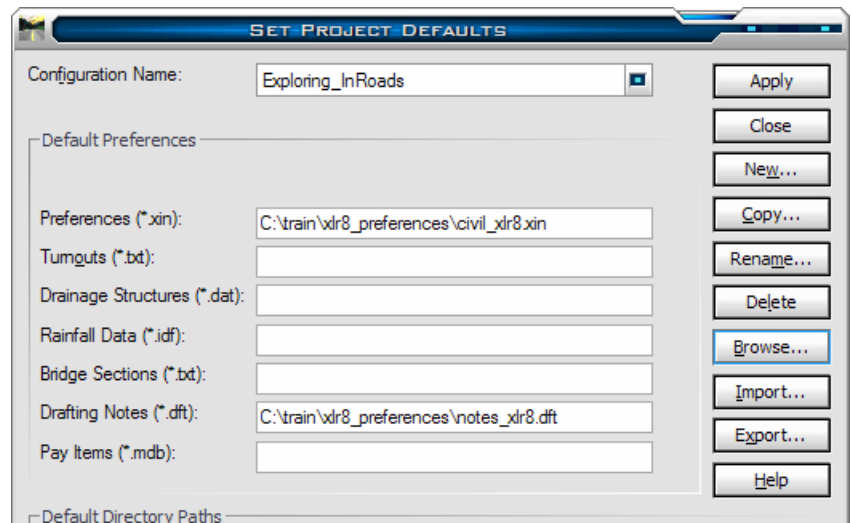 SET PROJECT DEFAULTS
Configuration Name:
Exploring_InRoads
Apply
Close
Default Preferences
New...
Preferences (*.xin):
C:\train\xlr8_preferences\civil_xlr8.xin
Copy...
Turnouts (*.txt):
Rename...
Drainage Structures (*.dat):
Delete
Rainfall Data (*.idf):
Browse...
Bridge Sections (*.txt):
Import...
Drafting Notes (*.dft):
C:\train\xlr8_preferences\notes_xlr8.dft
Export...
Pay Items (*.mdb):
Help
Default Directory Paths